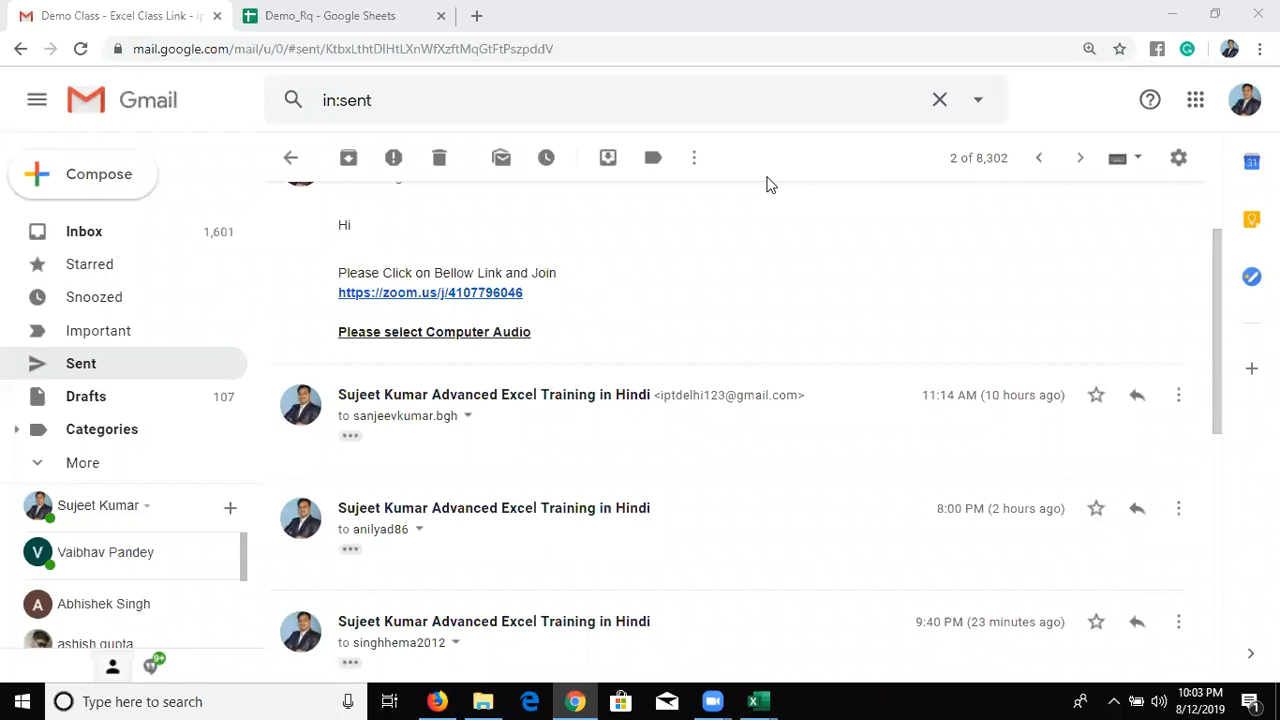 Demo Class - Excel Class Link - ip
Demo_Rq - Google Sheets
mail.google.com/mail/u/0/#sent/KtbxLthtDlHtLXnWfXzftMqGtFtPszpddV
Gmail
in:sent
Compose
2 of 8,302
Inbox 1,601
Starred
Snoozed
Important
Sent
Drafts 107
Categories
More
Sujeet Kumar
Vaibhav Pandey
Abhishek Singh
ashish gupta
Hi
Please Click on Bellow Link and Join
https://zoom.us/j/4107796046
Please select Computer Audio
Sujeet Kumar Advanced Excel Training in Hindi <iptdelhi123@gmail.com> 11:14 AM (10 hours ago)
to sanjeevkumar.bgh
Sujeet Kumar Advanced Excel Training in Hindi 8:00 PM (2 hours ago)
to anilyad86
Sujeet Kumar Advanced Excel Training in Hindi 9:40 PM (23 minutes ago)
to singhhema2012
31
9+
Type here to search
10:03 PM
8/12/2019
1